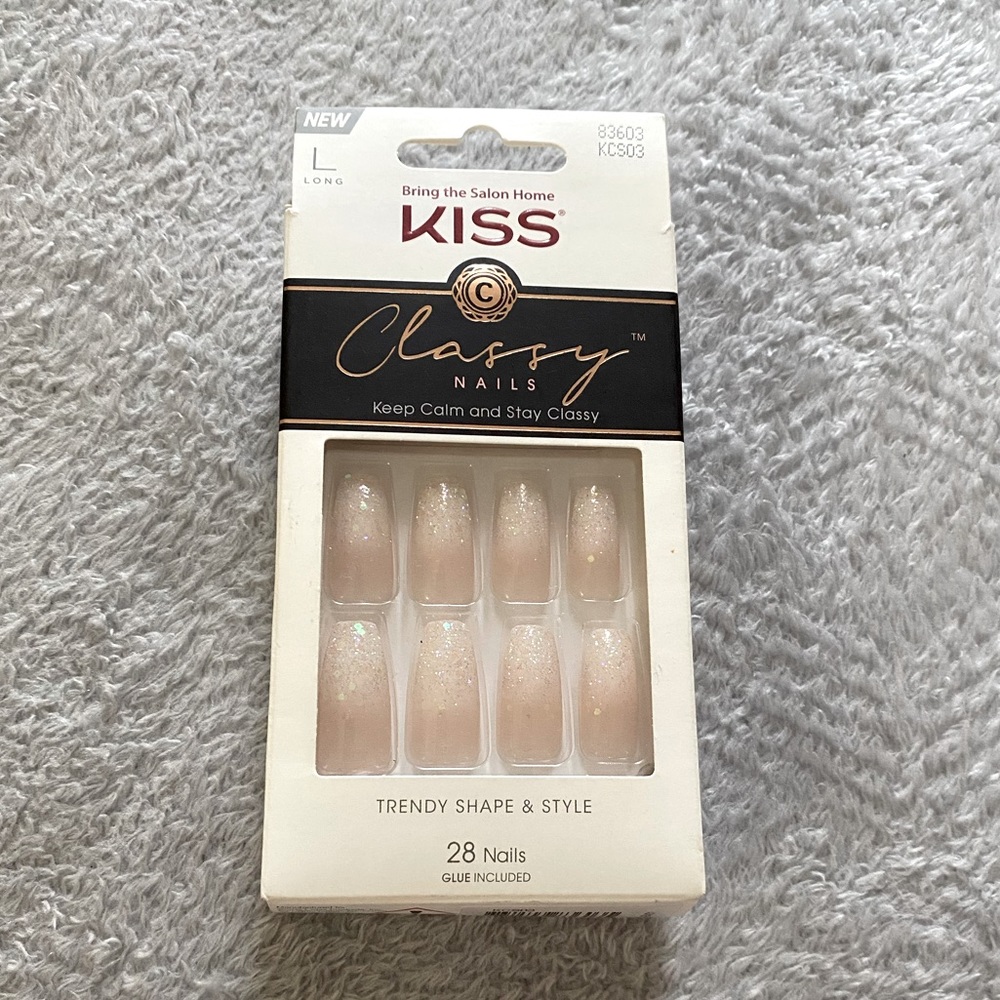 NEW
83603
KCS03
L
LONG
Bring the Salon Home
KISS®
C
Classy™
NAILS
Keep Calm and Stay Classy
TRENDY SHAPE & STYLE
28 Nails
GLUE INCLUDED